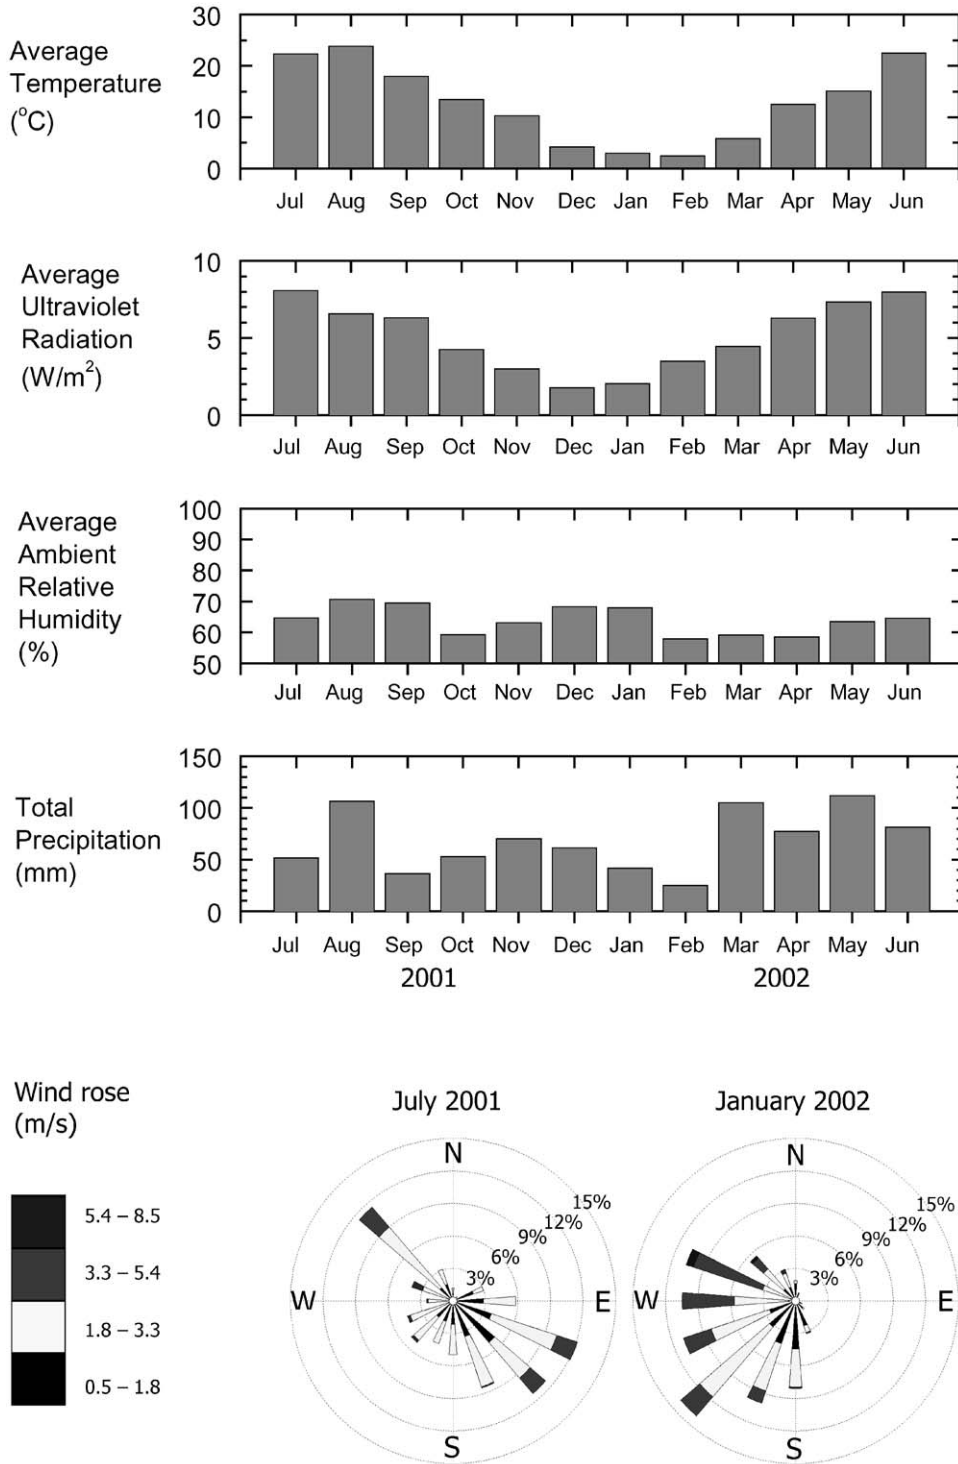 30
Average
Temperature
(°C)
20
10
0
Jul Aug Sep Oct Nov Dec Jan Feb Mar Apr May Jun
10
Average
Ultraviolet
Radiation
(W/m²)
5
0
Jul Aug Sep Oct Nov Dec Jan Feb Mar Apr May Jun
100
Average
Ambient
Relative
Humidity
(%)
90
80
70
60
50
Jul Aug Sep Oct Nov Dec Jan Feb Mar Apr May Jun
150
Total
Precipitation
(mm)
100
50
0
Jul Aug Sep Oct Nov Dec Jan Feb Mar Apr May Jun
2001 2002
Wind rose
(m/s)
5.4 – 8.5
3.3 – 5.4
1.8 – 3.3
0.5 – 1.8
July 2001
N
15%
12%
9%
6%
3%
W E
S
January 2002
N
15%
12%
9%
6%
3%
W E
S